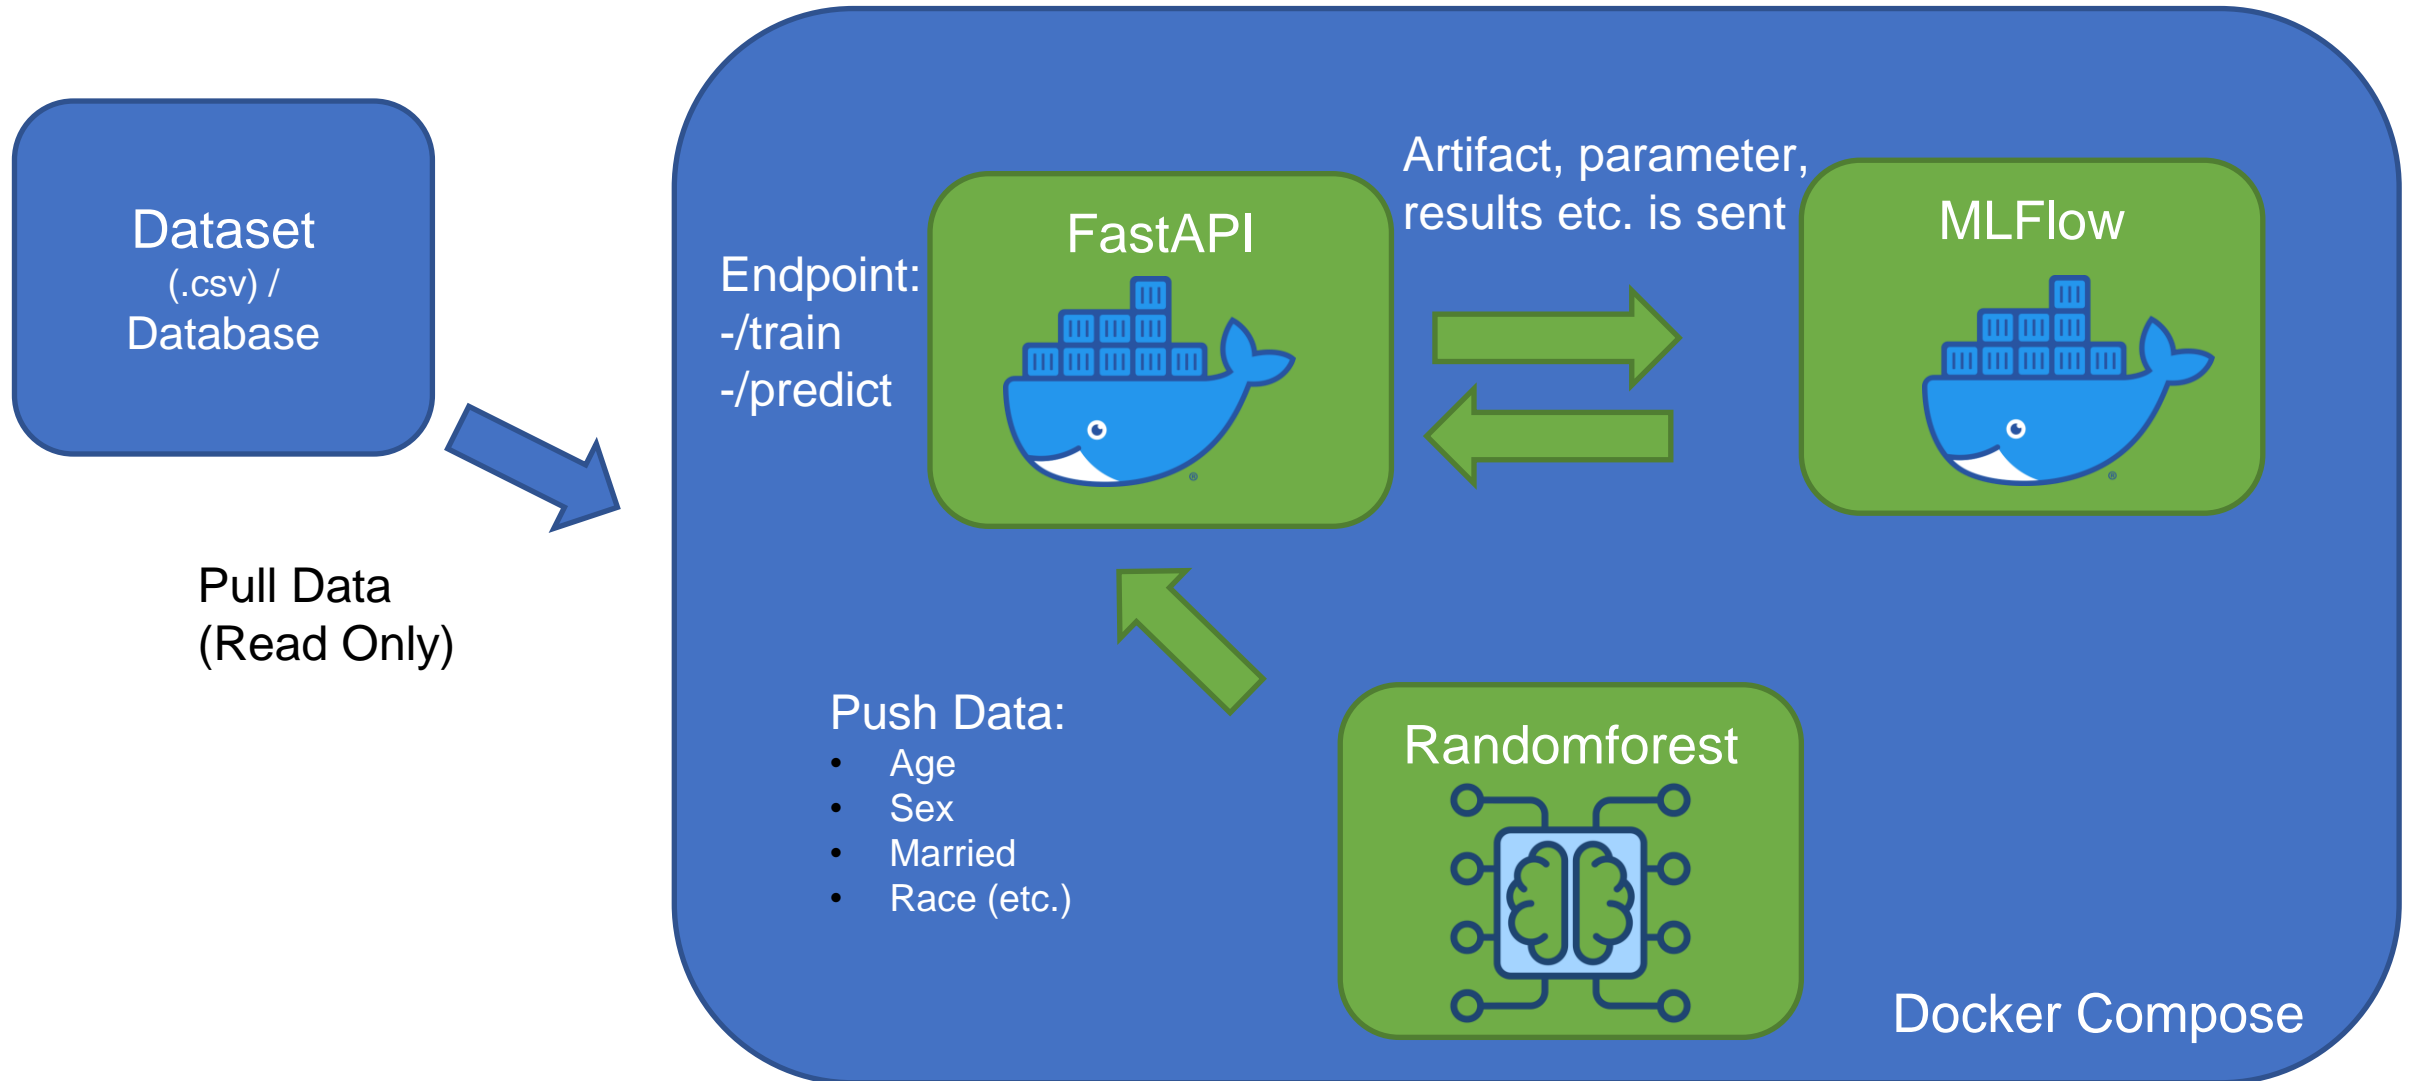 Dataset
(.csv) /
Database
Pull Data
(Read Only)
Endpoint:
-/train
-/predict
FastAPI
®
Artifact, parameter,
results etc. is sent
MLFlow
®
Push Data:
• Age
• Sex
• Married
• Race (etc.)
Randomforest
Docker Compose